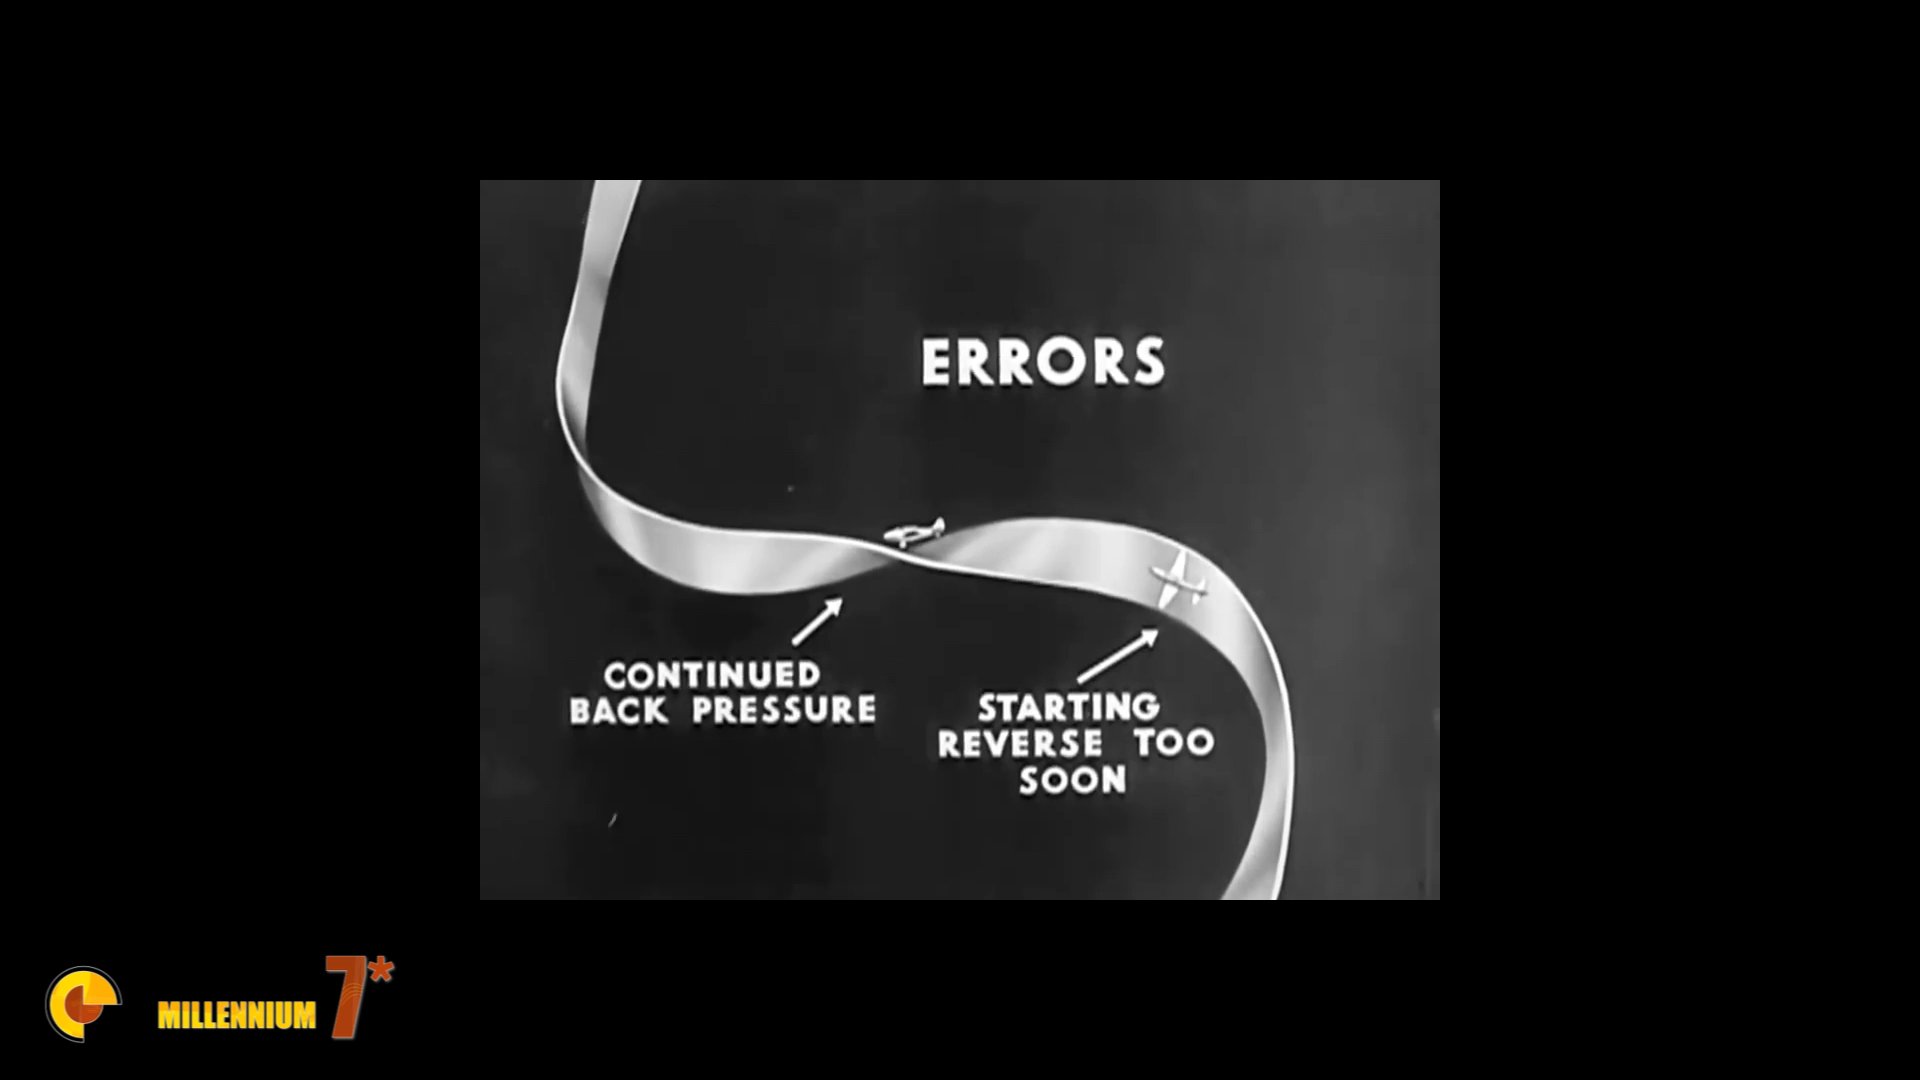 ERRORS
CONTINUED
BACK PRESSURE
STARTING
REVERSE TOO
SOON
MILLENNIUM 7*